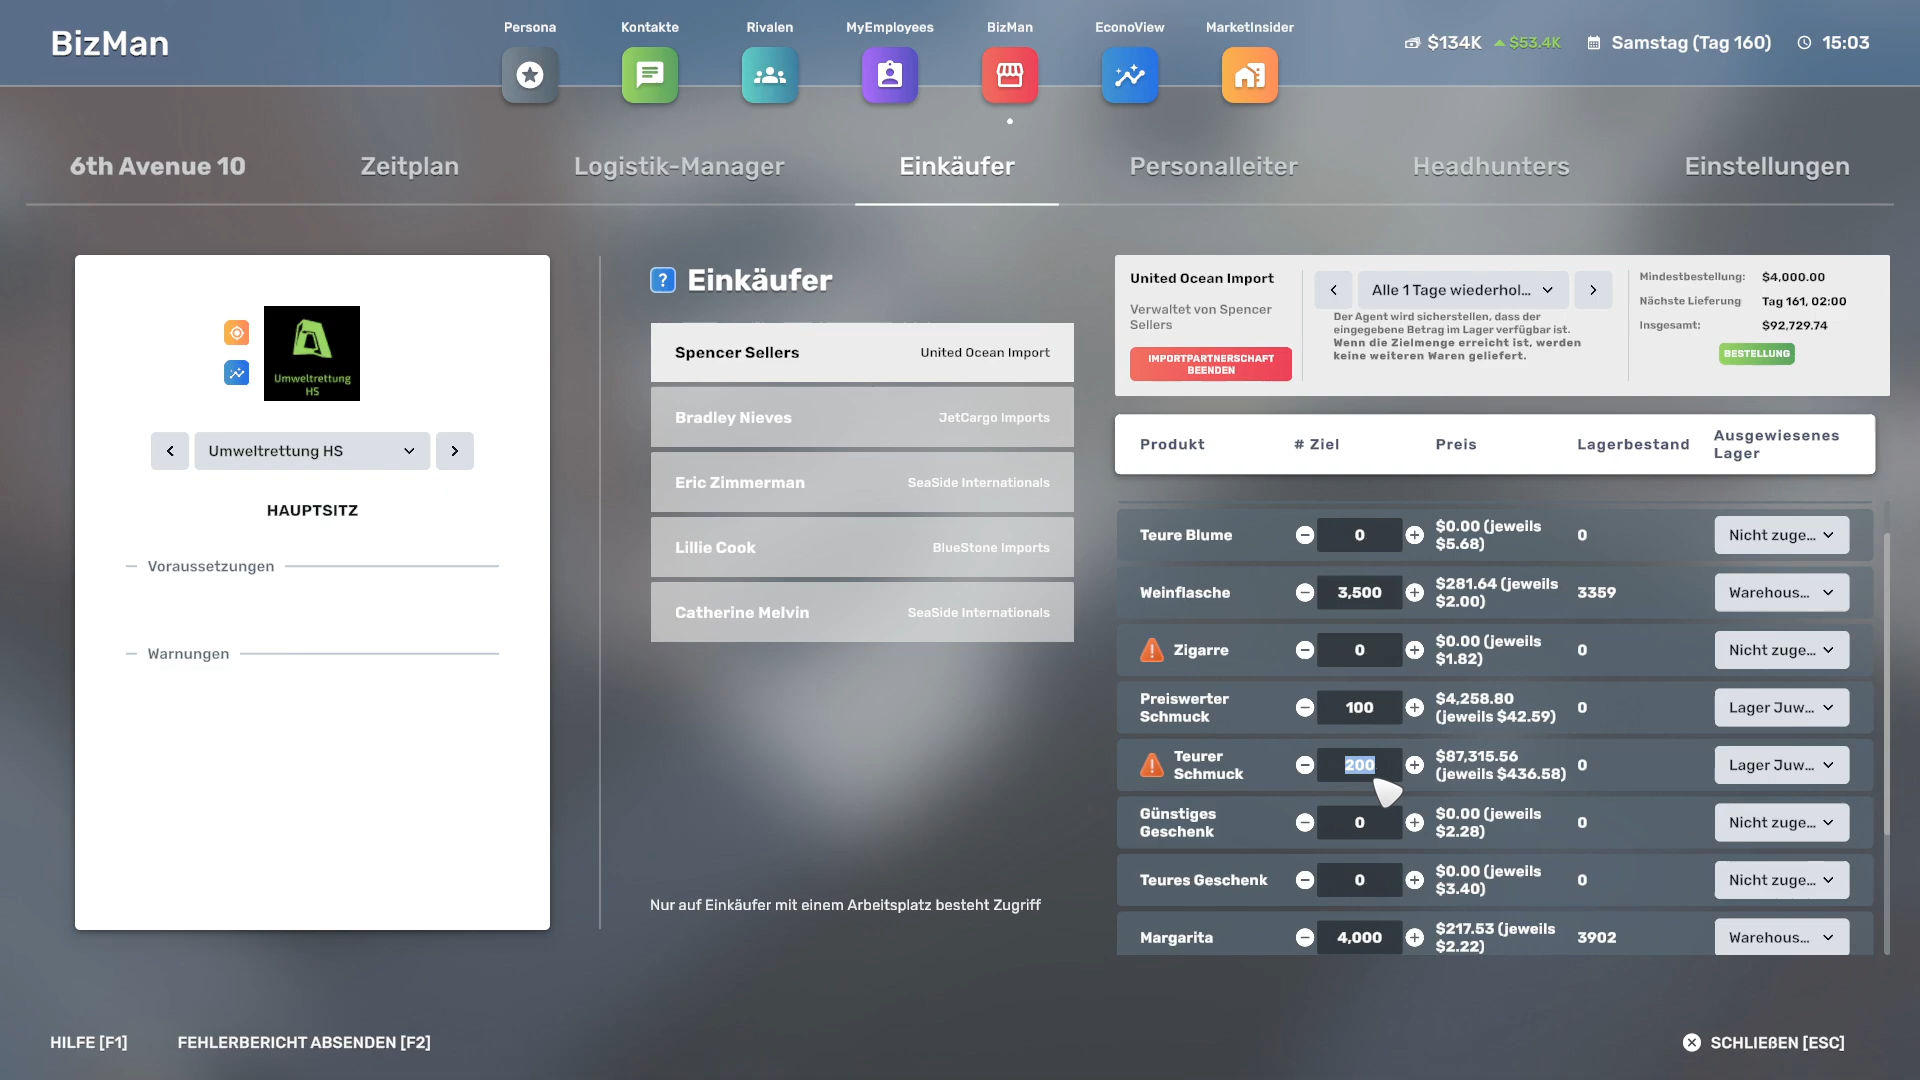 BizMan
Persona
Kontakte
Rivalen
MyEmployees
BizMan
EconoView
MarketInsider
$134K
$53.4K
Samstag (Tag 160)
15:03
6th Avenue 10
Zeitplan
Logistik-Manager
Einkäufer
Personalleiter
Headhunters
Einstellungen
Umweltrettung
HS
Umweltrettung HS
HAUPTSITZ
Voraussetzungen
Warnungen
? Einkäufer
Spencer Sellers
United Ocean Import
Bradley Nieves
JetCargo Imports
Eric Zimmerman
SeaSide Internationals
Lillie Cook
BlueStone Imports
Catherine Melvin
SeaSide Internationals
Nur auf Einkäufer mit einem Arbeitsplatz besteht Zugriff
United Ocean Import
Verwaltet von Spencer
Sellers
IMPORTPARTNERSCHAFT
BEENDEN
Alle 1 Tage wiederhol...
Der Agent wird sicherstellen, dass der
eingegebene Betrag im Lager verfügbar ist.
Wenn die Zielmenge erreicht ist, werden
keine weiteren Waren geliefert.
Mindestbestellung: $4,000.00
Nächste Lieferung Tag 161, 02:00
Insgesamt: $92,729.74
BESTELLUNG
Produkt
# Ziel
Preis
Lagerbestand
Ausgewiesenes
Lager
Teure Blume
0
$0.00 (jeweils
$5.68)
0
Nicht zuge...
Weinflasche
3,500
$281.64 (jeweils
$2.00)
3359
Warehous...
Zigarre
0
$0.00 (jeweils
$1.82)
0
Nicht zuge...
Preiswerter
Schmuck
100
$4,258.80
(jeweils $42.59)
0
Lager Juw...
Teurer
Schmuck
200
$87,315.56
(jeweils $436.58)
0
Lager Juw...
Günstiges
Geschenk
0
$0.00 (jeweils
$2.28)
0
Nicht zuge...
Teures Geschenk
0
$0.00 (jeweils
$3.40)
0
Nicht zuge...
Margarita
4,000
$217.53 (jeweils
$2.22)
3902
Warehous...
HILFE [F1]
FEHLERBERICHT ABSENDEN [F2]
SCHLIEßEN [ESC]